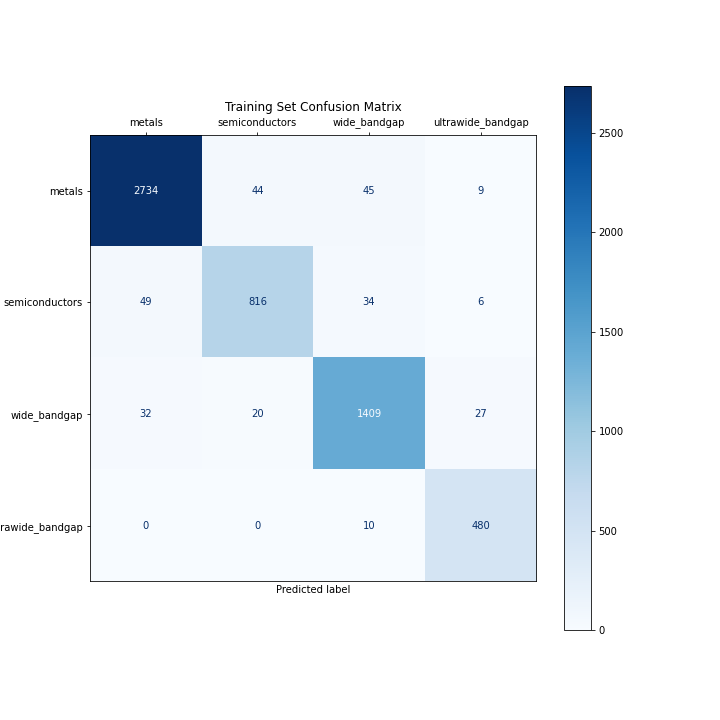 Training Set Confusion Matrix
metals semiconductors wide_bandgap ultrawide_bandgap
metals 2734 44 45 9
semiconductors 49 816 34 6
wide_bandgap 32 20 1409 27
rawide_bandgap 0 0 10 480
Predicted label
2500
2000
1500
1000
500
0